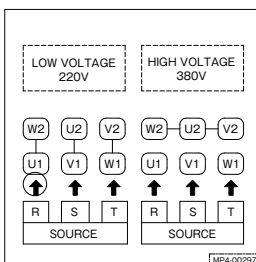 LOW VOLTAGE
220V
HIGH VOLTAGE
380V
W2 U2 V2 W2 U2 V2
U1 V1 W1 U1 V1 W1
R S T R S T
SOURCE SOURCE
MP4-00297